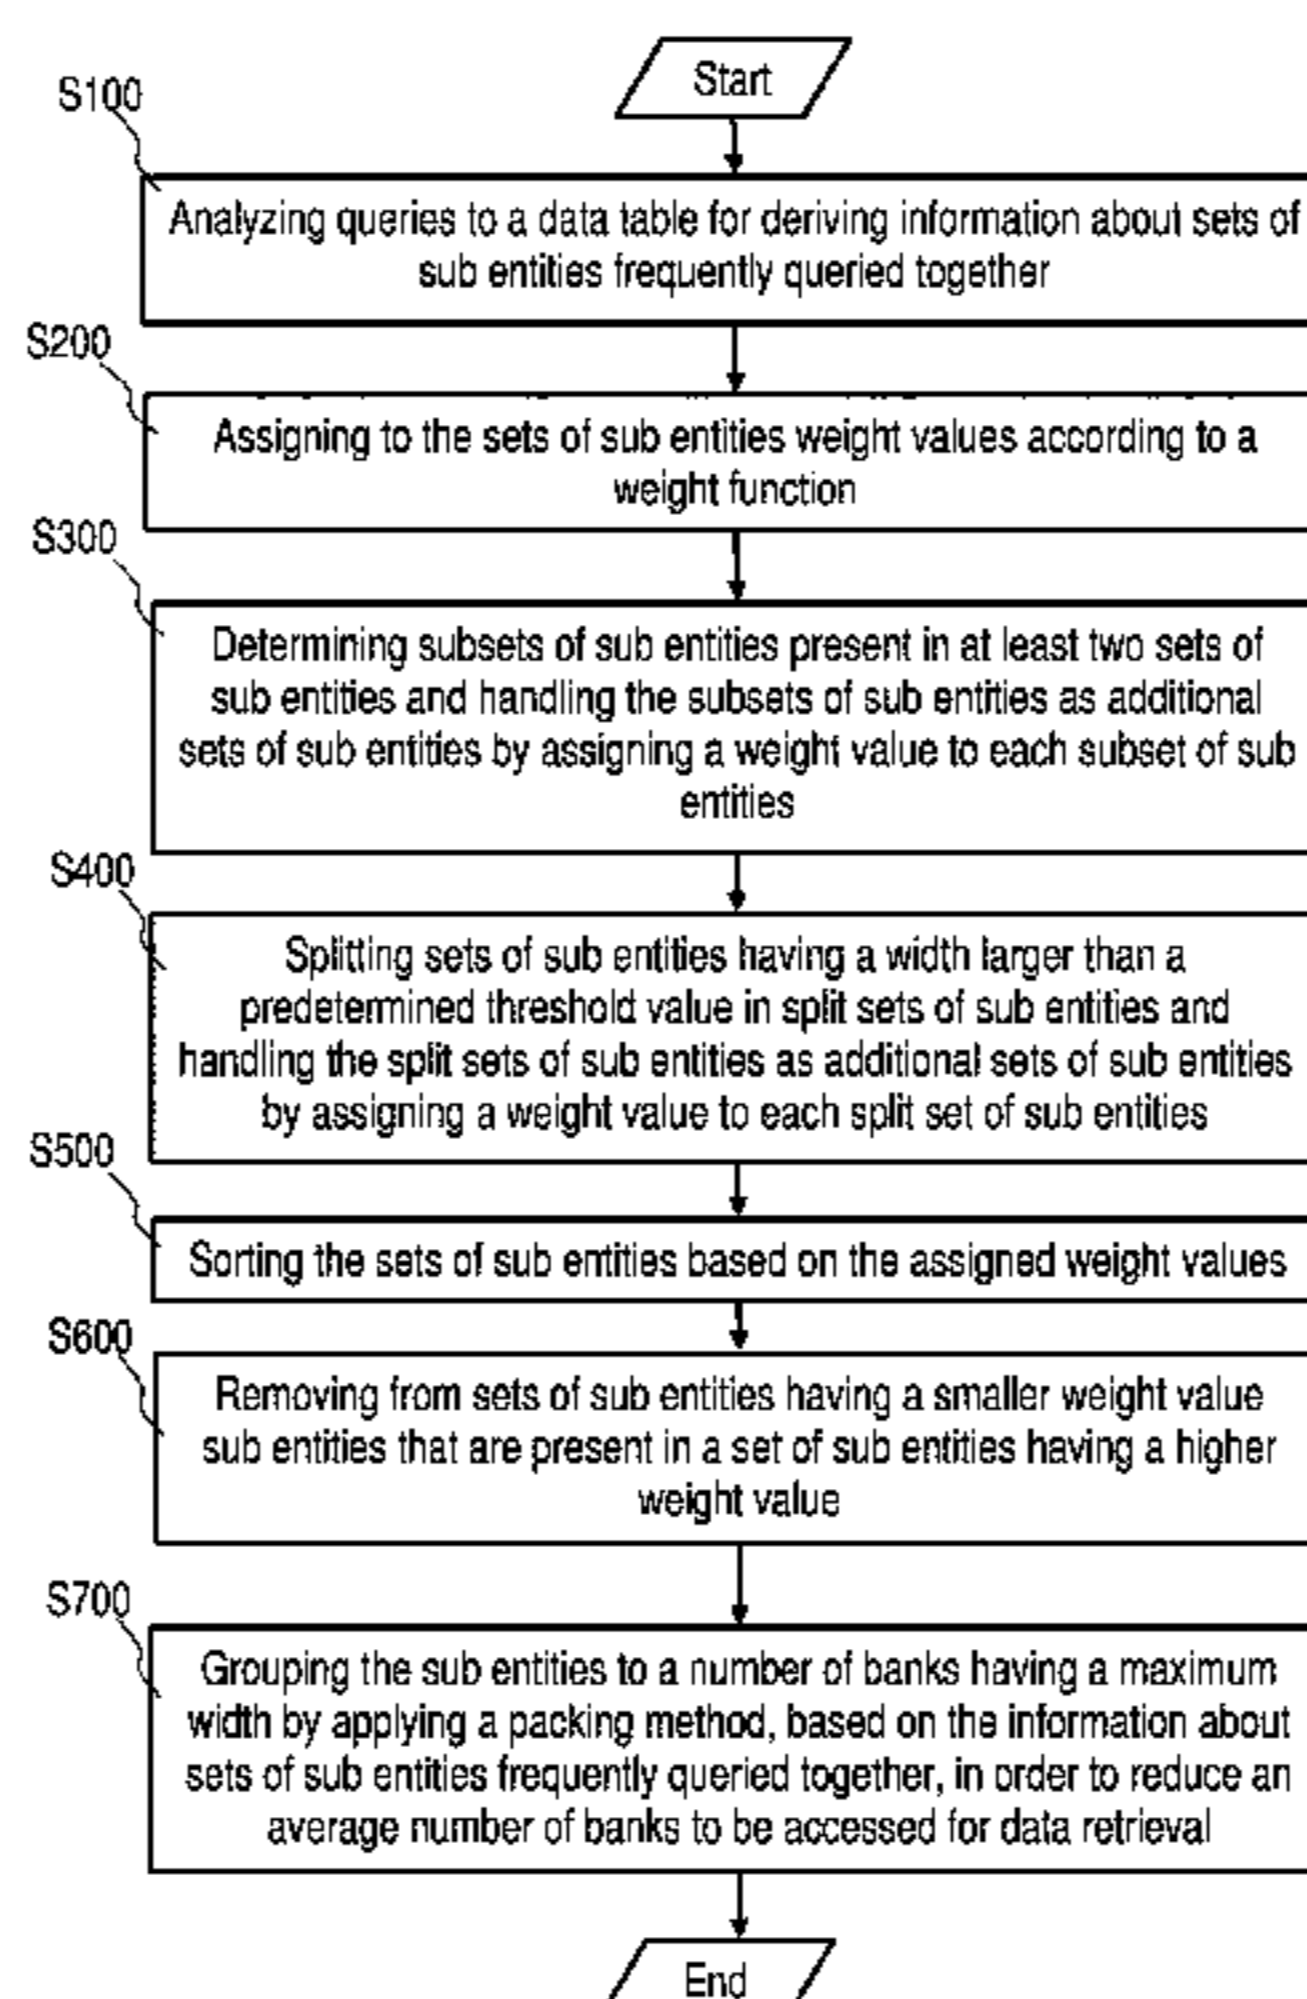 Start
S100
Analyzing queries to a data table for deriving information about sets of
sub entities frequently queried together
S200
Assigning to the sets of sub entities weight values according to a
weight function
S300
Determining subsets of sub entities present in at least two sets of
sub entities and handling the subsets of sub entities as additional
sets of sub entities by assigning a weight value to each subset of sub
entities
S400
Splitting sets of sub entities having a width larger than a
predetermined threshold value in split sets of sub entities and
handling the split sets of sub entities as additional sets of sub entities
by assigning a weight value to each split set of sub entities
S500
Sorting the sets of sub entities based on the assigned weight values
S600
Removing from sets of sub entities having a smaller weight value
sub entities that are present in a set of sub entities having a higher
weight value
S700
Grouping the sub entities to a number of banks having a maximum
width by applying a packing method, based on the information about
sets of sub entities frequently queried together, in order to reduce an
average number of banks to be accessed for data retrieval
End